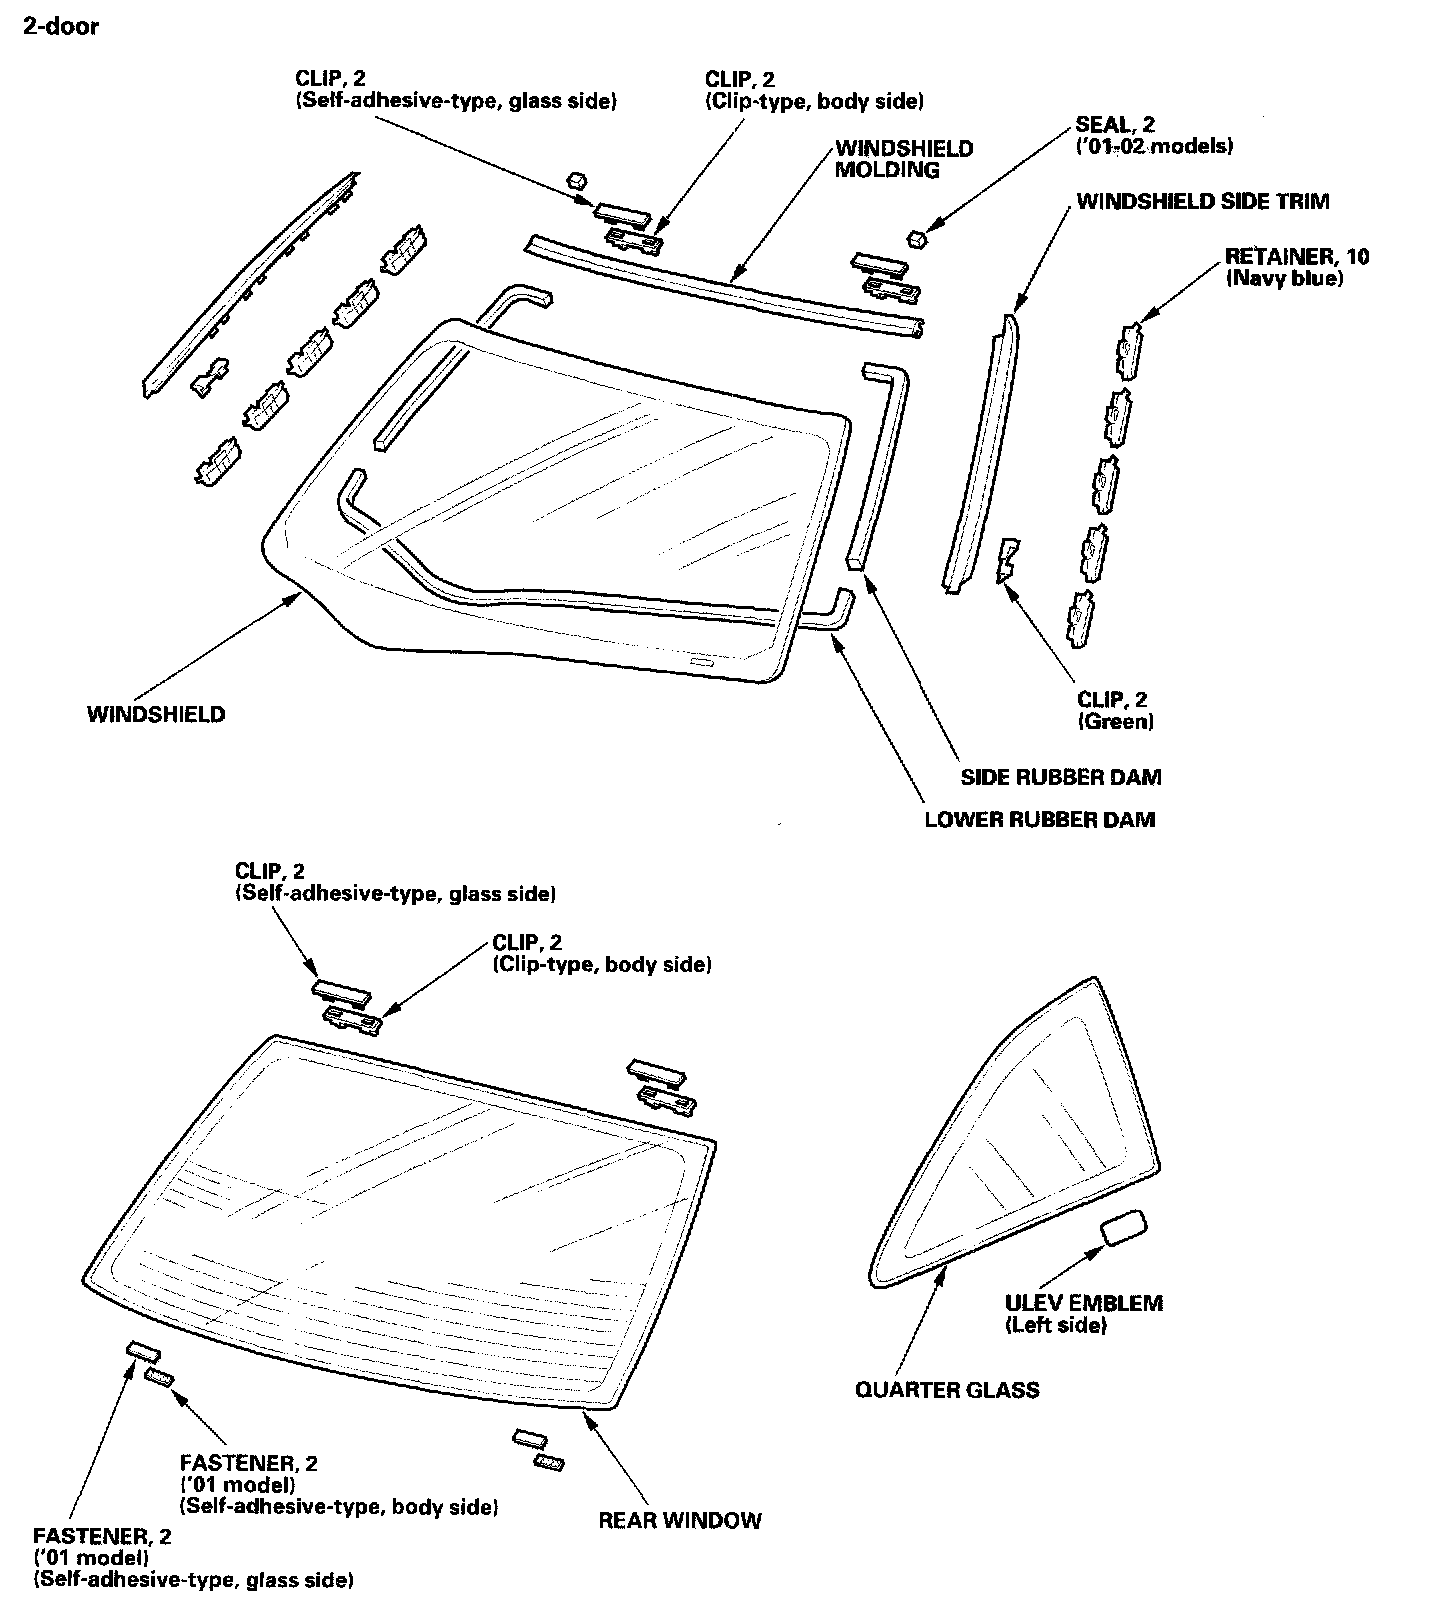 2-door
CLIP, 2
(Self-adhesive-type, glass side)
CLIP, 2
(Clip-type, body side)
WINDSHIELD
MOLDING
SEAL, 2
('01-02 models)
WINDSHIELD SIDE TRIM
RETAINER, 10
(Navy blue)
WINDSHIELD
CLIP, 2
(Green)
SIDE RUBBER DAM
LOWER RUBBER DAM
CLIP, 2
(Self-adhesive-type, glass side)
CLIP, 2
(Clip-type, body side)
ULEV EMBLEM
(Left side)
QUARTER GLASS
FASTENER, 2
('01 model)
(Self-adhesive-type, body side)
REAR WINDOW
FASTENER, 2
('01 model)
(Self-adhesive-type, glass side)